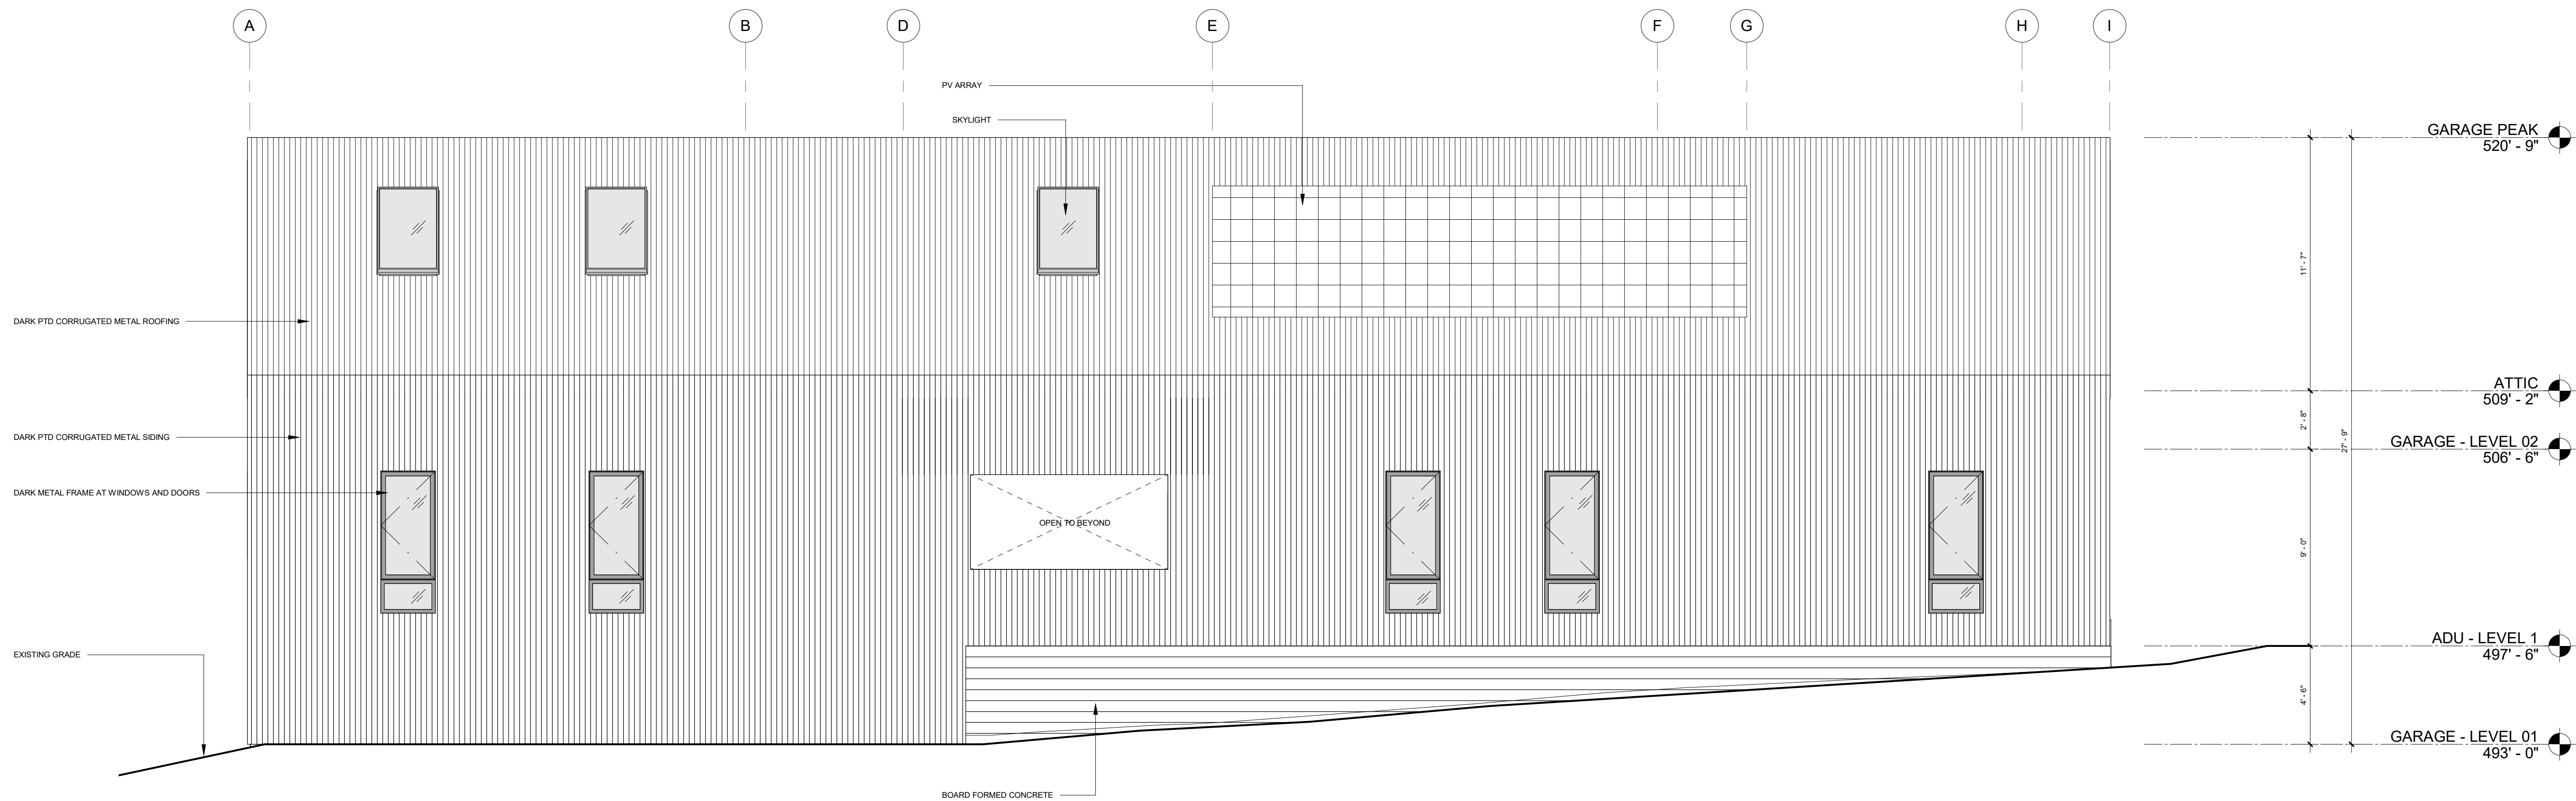 A
B
D
E
F
G
H
I
PV ARRAY
SKYLIGHT
GARAGE PEAK
520' - 9"
11' - 7"
DARK PTD CORRUGATED METAL ROOFING
ATTIC
509' - 2"
2' - 8"
27' - 9"
DARK PTD CORRUGATED METAL SIDING
GARAGE - LEVEL 02
506' - 6"
DARK METAL FRAME AT WINDOWS AND DOORS
OPEN TO BEYOND
9' - 0"
EXISTING GRADE
ADU - LEVEL 1
497' - 6"
4' - 6"
GARAGE - LEVEL 01
493' - 0"
BOARD FORMED CONCRETE